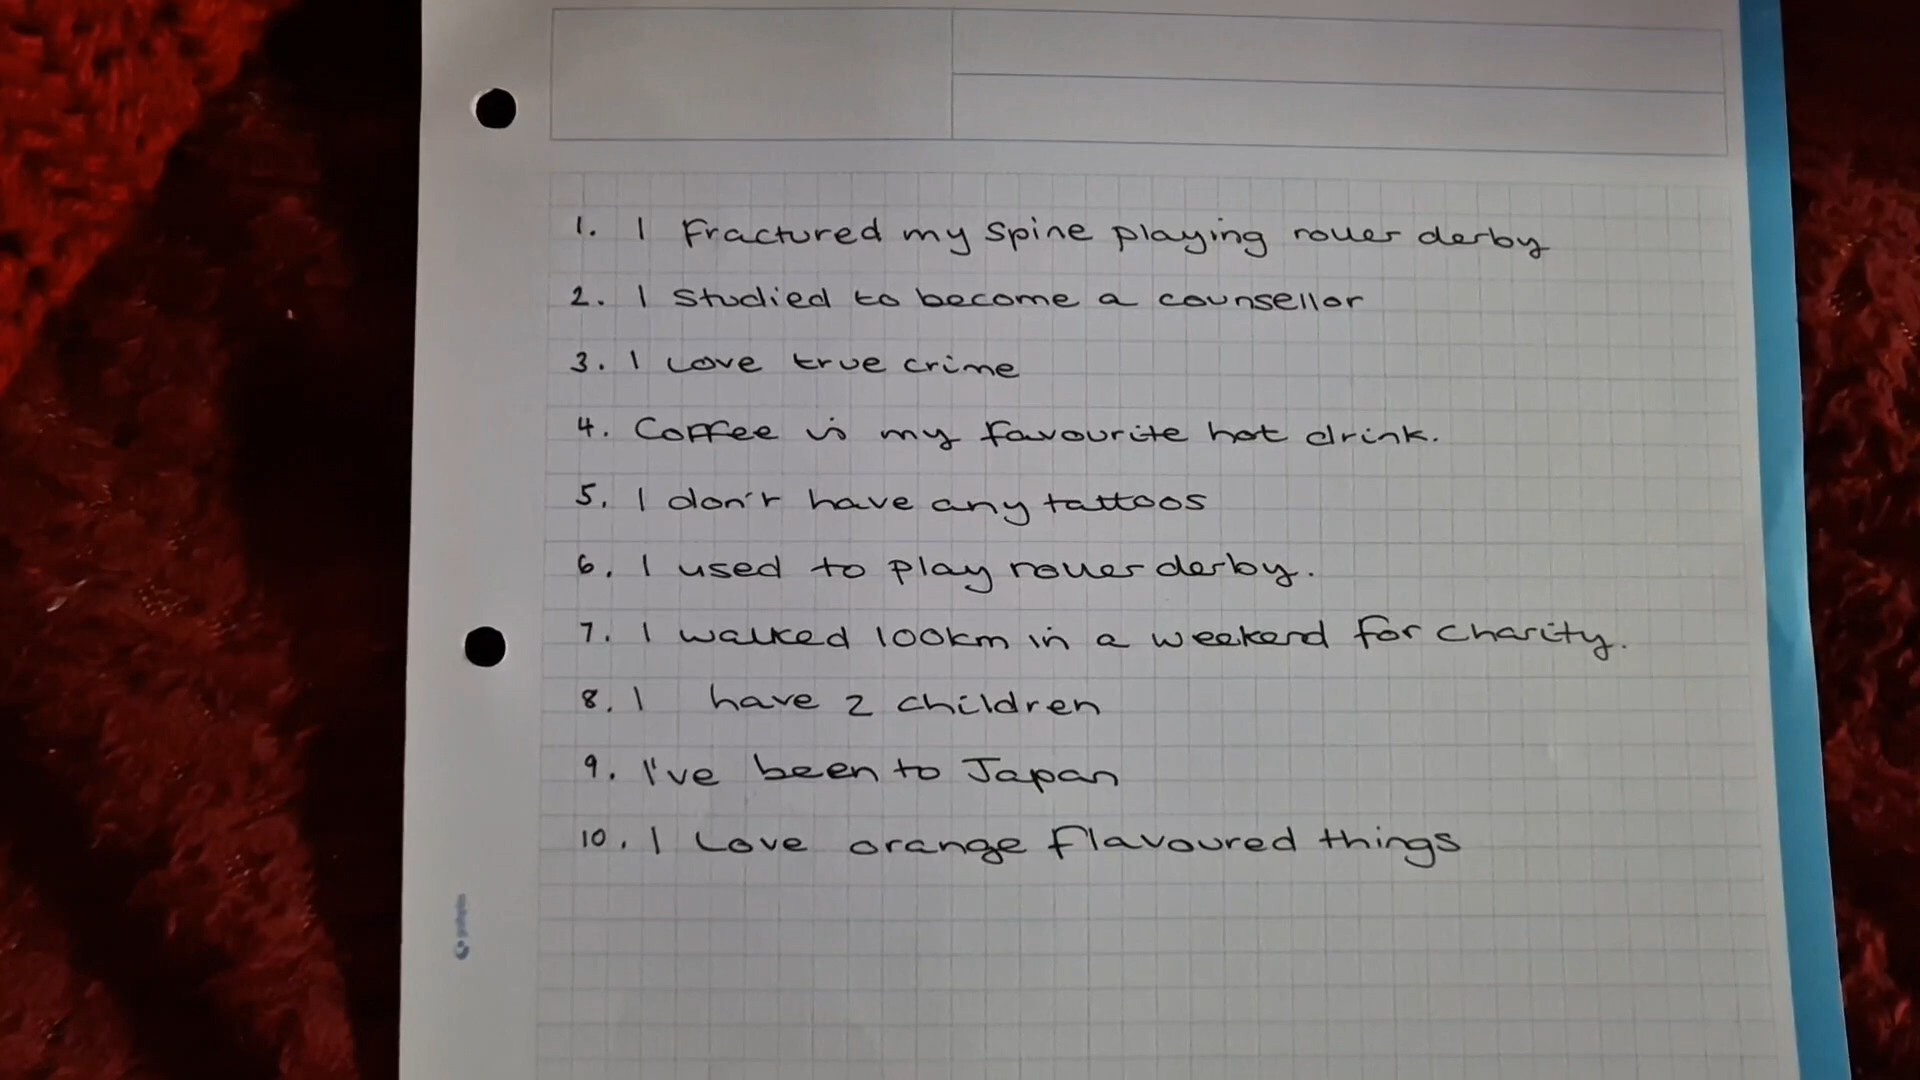 1. I Fractured my spine playing roller derby
2. I studied to become a counsellor
3. I love true crime
4. Coffee is my favourite hot drink.
5. I don't have any tattoos
6. I used to play roller derby.
7. I walked 100km in a weekend for charity.
8. I have 2 children
9. I've been to Japan
10. I love orange flavoured things